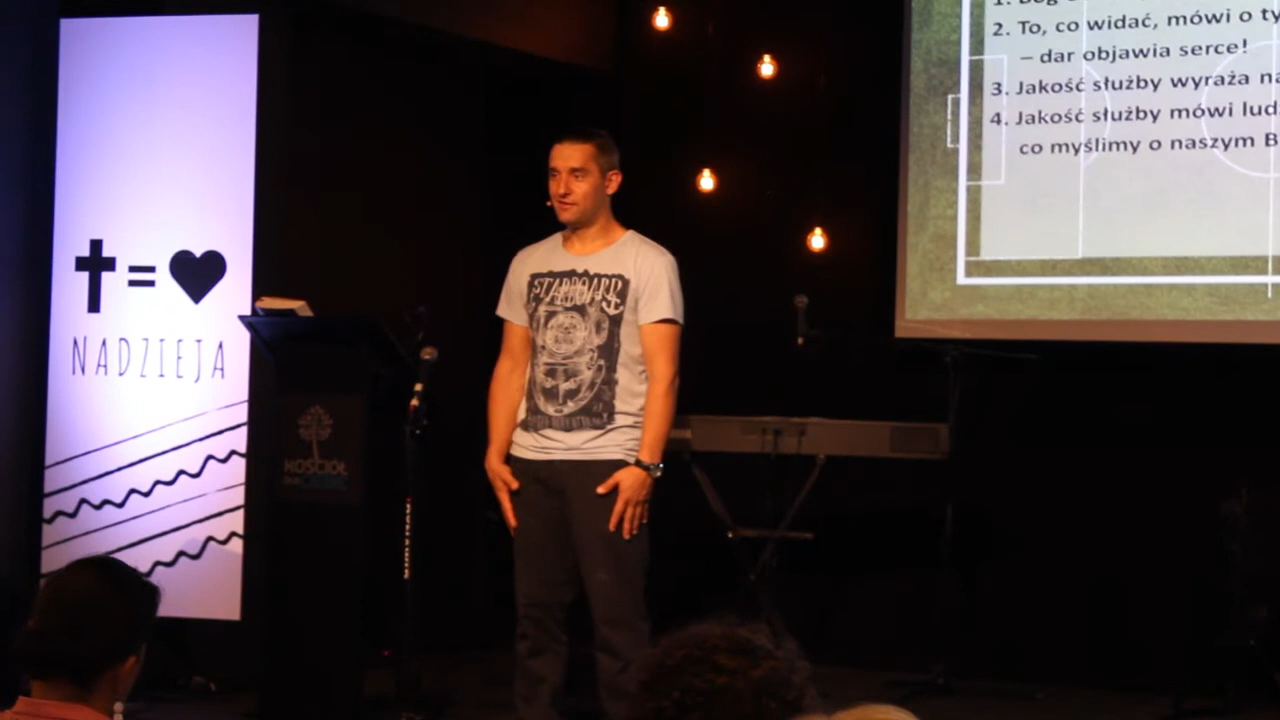 † = ♥
NADZIEJA
KOŚCIÓŁ
STARBOARD
2. To, co widać, mówi o ty
– dar objawia serce!
3. Jakość służby wyraża na
4. Jakość służby mówi lud
co myślimy o naszym B